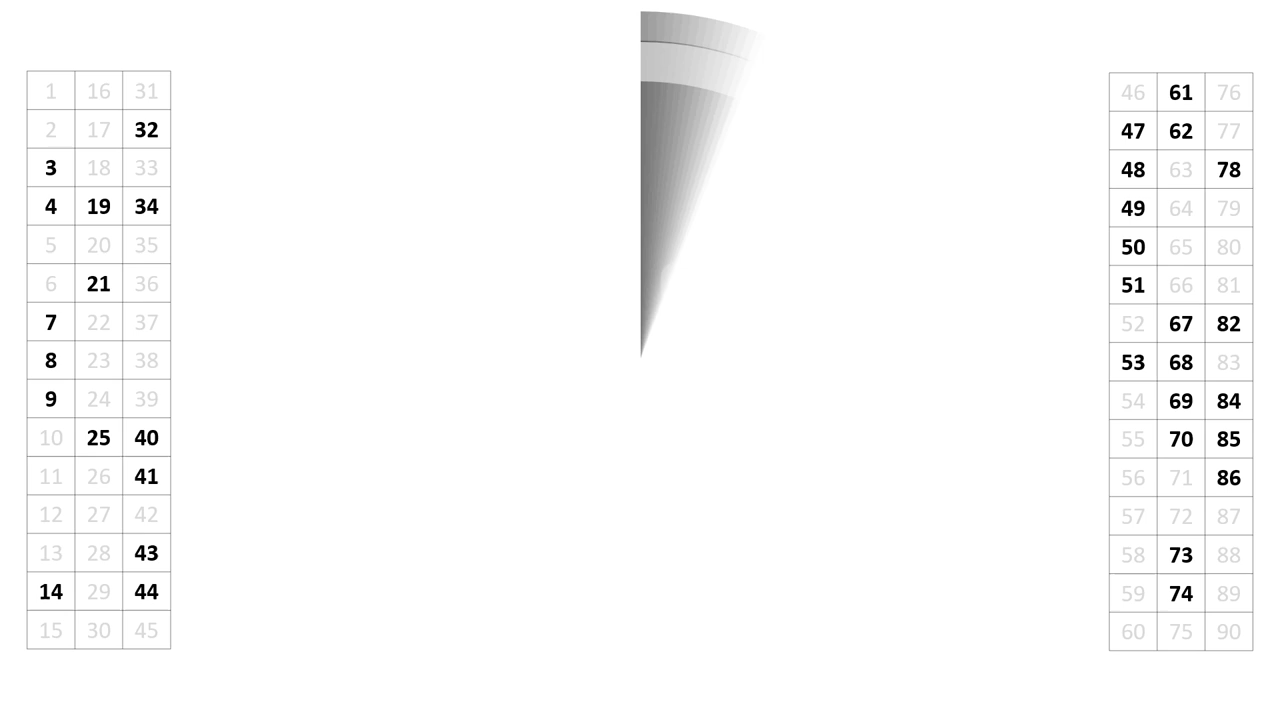 1 16 31 46 61 76
2 17 32 47 62 77
3 18 33 48 63 78
4 19 34 49 64 79
5 20 35 50 65 80
6 21 36 51 66 81
7 22 37 52 67 82
8 23 38 53 68 83
9 24 39 54 69 84
10 25 40 55 70 85
11 26 41 56 71 86
12 27 42 57 72 87
13 28 43 58 73 88
14 29 44 59 74 89
15 30 45 60 75 90